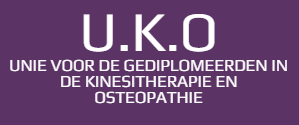 U.K.O
UNIE VOOR DE GEDIPLOMEERDEN IN
DE KINESITHERAPIE EN
OSTEOPATHIE